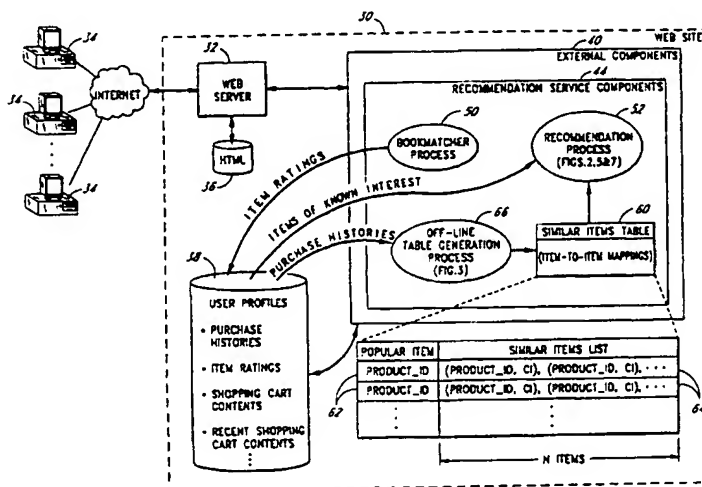 30
WEB SITE
34
32
40
EXTERNAL COMPONENTS
44
RECOMMENDATION SERVICE COMPONENTS
INTERNET
WEB
SERVER
34
50
BOOKMATCHER
PROCESS
52
RECOMMENDATION
PROCESS
(FIGS. 2, 5&7)
HTML
36
34
ITEM RATINGS
ITEMS OF KNOWN INTEREST
PURCHASE HISTORIES
66
OFF-LINE
TABLE GENERATION
PROCESS
(FIG. 3)
60
SIMILAR ITEMS TABLE
(ITEM-TO-ITEM MAPPINGS)
38
USER PROFILES
• PURCHASE
HISTORIES
• ITEM RATINGS
• SHOPPING CART
CONTENTS
• RECENT SHOPPING
CART CONTENTS
POPULAR ITEM
SIMILAR ITEMS LIST
PRODUCT_ID
(PRODUCT_ID, CI), (PRODUCT_ID, CI), ····
PRODUCT_ID
(PRODUCT_ID, CI), (PRODUCT_ID, CI), ····
62
64
N ITEMS